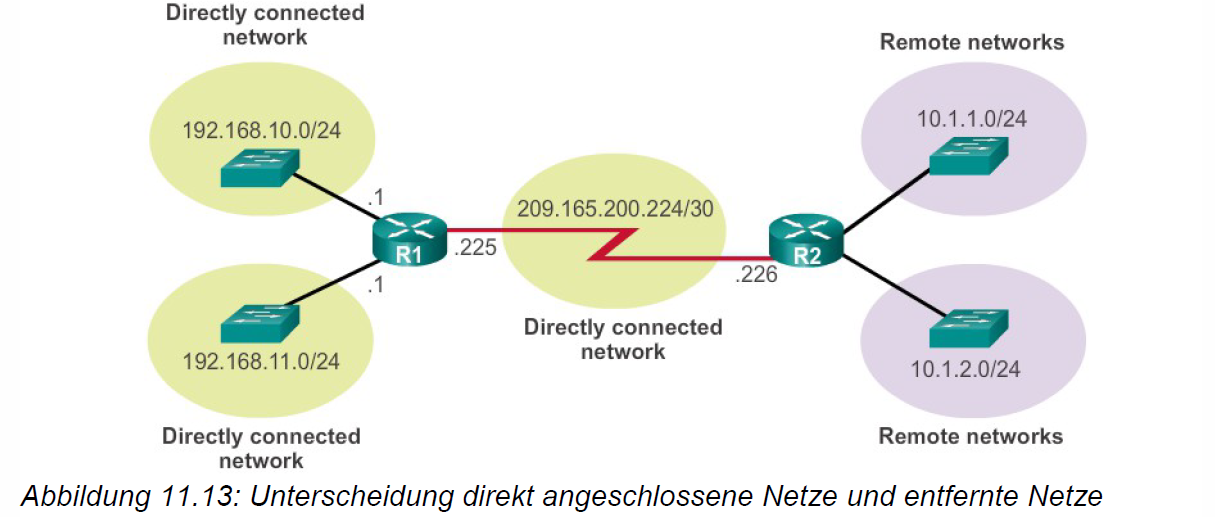 Directly connected
network
Remote networks
192.168.10.0/24
10.1.1.0/24
.1
209.165.200.224/30
R1
.225
R2
.226
.1
192.168.11.0/24
Directly connected
network
10.1.2.0/24
Directly connected
network
Remote networks
Abbildung 11.13: Unterscheidung direkt angeschlossene Netze und entfernte Netze